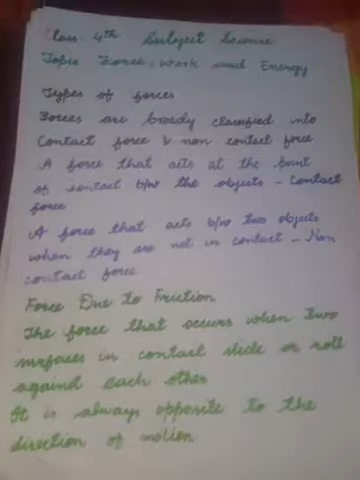 Class. 4th Subject Science
Topic Force, Work and Energy
Types of forces
Forces are broadly classified into
Contact force & non contact force
A force that acts at the point
of contact b/w the objects - Contact
force
A force that acts b/w two objects
when they are not in contact - Non
contact force
Force Due to Friction
The force that occurs when two
surfaces in contact slide or roll
against each other
It is always opposite to the
direction of motion